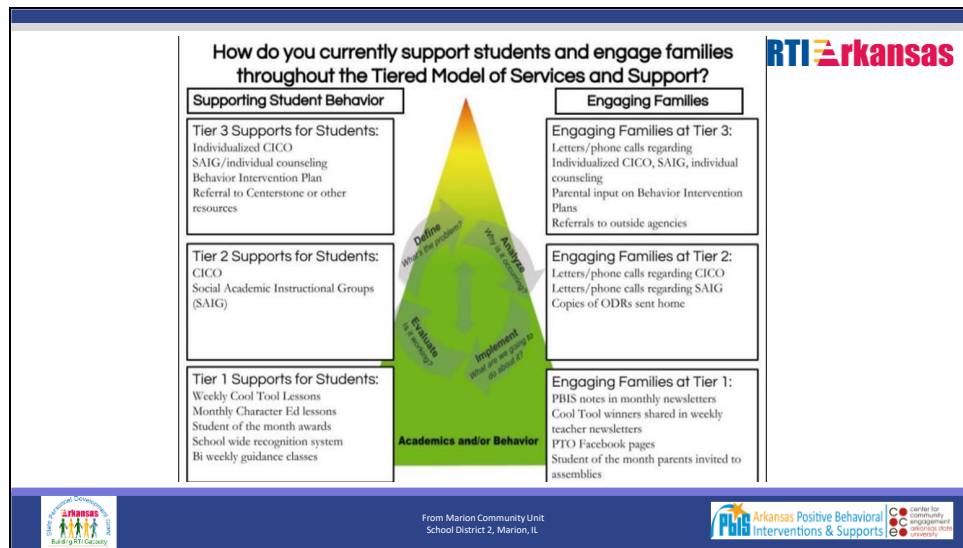 How do you currently support students and engage families
throughout the Tiered Model of Services and Support?
RTI Arkansas
Supporting Student Behavior
Engaging Families
Tier 3 Supports for Students:
Individualized CICO
SAIG/individual counseling
Behavior Intervention Plan
Referral to Centerstone or other
resources
Engaging Families at Tier 3:
Letters/phone calls regarding
Individualized CICO, SAIG, individual
counseling
Parental input on Behavior Intervention
Plans
Referrals to outside agencies
Define
What's the problem?
Analyze
Why is it occurring?
Tier 2 Supports for Students:
CICO
Social Academic Instructional Groups
(SAIG)
Engaging Families at Tier 2:
Letters/phone calls regarding CICO
Letters/phone calls regarding SAIG
Copies of ODRs sent home
Evaluate
Is it working?
Implement
What are we going to
do about it?
Tier 1 Supports for Students:
Weekly Cool Tool Lessons
Monthly Character Ed lessons
Student of the month awards
School wide recognition system
Bi weekly guidance classes
Academics and/or Behavior
Engaging Families at Tier 1:
PBIS notes in monthly newsletters
Cool Tool winners shared in weekly
teacher newsletters
PTO Facebook pages
Student of the month parents invited to
assemblies
State Personnel Development Grant
Arkansas
Building RTI Capacity
From Marion Community Unit
School District 2, Marion, IL
PBIS
Arkansas Positive Behavioral
Interventions & Supports
center for
community
engagement
arkansas state
university